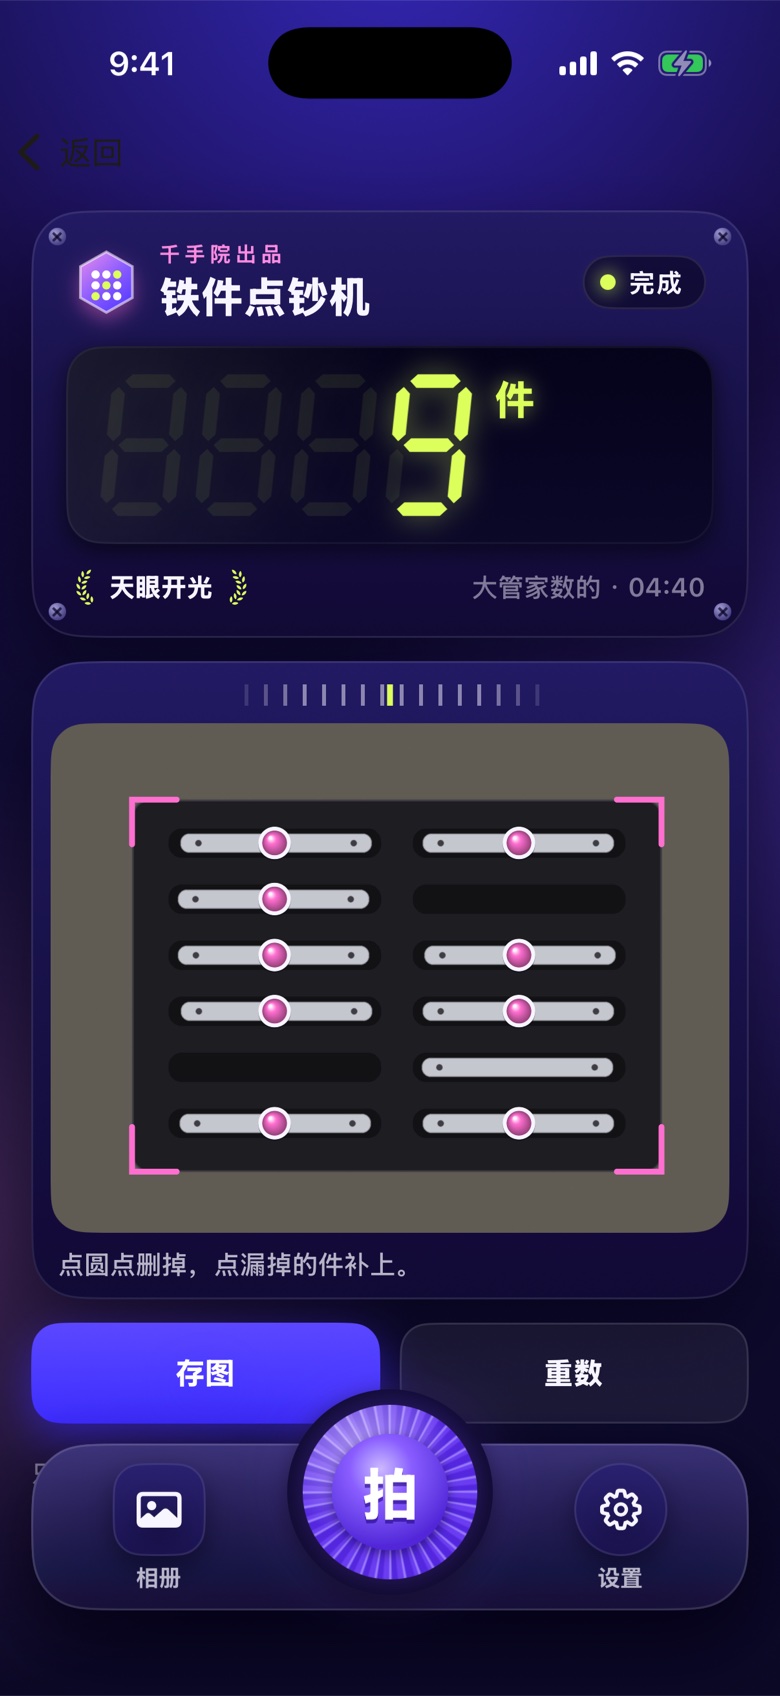 9:41
返回
千手院出品
铁件点钞机
完成
9件
天眼开光
大管家数的 · 04:40
点圆点删掉，点漏掉的件补上。
存图
重数
拍
相册
设置